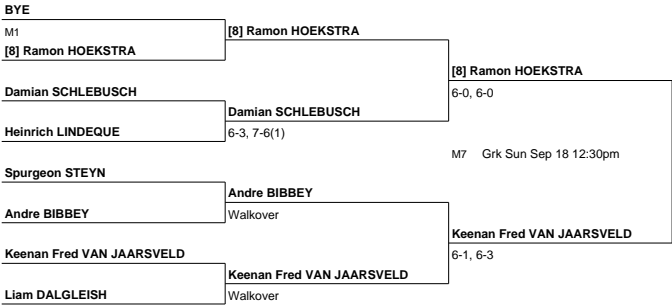 BYE
M1
[8] Ramon HOEKSTRA
[8] Ramon HOEKSTRA
Damian SCHLEBUSCH
Heinrich LINDEQUE
Damian SCHLEBUSCH
6-3, 7-6(1)
[8] Ramon HOEKSTRA
6-0, 6-0
M7 Grk Sun Sep 18 12:30pm
Spurgeon STEYN
Andre BIBBEY
Andre BIBBEY
Walkover
Keenan Fred VAN JAARSVELD
Liam DALGLEISH
Keenan Fred VAN JAARSVELD
Walkover
Keenan Fred VAN JAARSVELD
6-1, 6-3